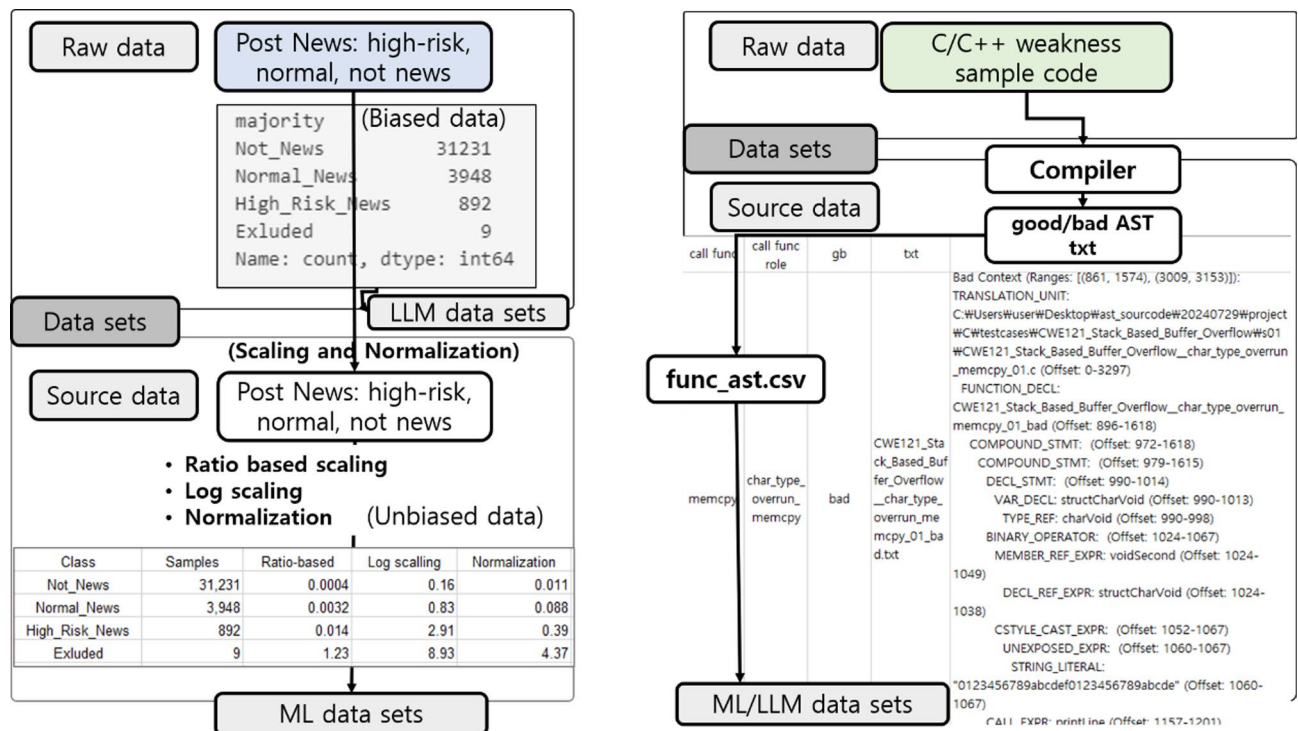 Raw data
Post News: high-risk,
normal, not news
majority (Biased data)
Not_News 31231
Normal_News 3948
High_Risk_News 892
Exluded 9
Name: count, dtype: int64
LLM data sets
Data sets
(Scaling and Normalization)
Source data
Post News: high-risk,
normal, not news
• Ratio based scaling
• Log scaling
• Normalization (Unbiased data)
Class Samples Ratio-based Log scalling Normalization
Not_News 31,231 0.0004 0.16 0.011
Normal_News 3,948 0.0032 0.83 0.088
High_Risk_News 892 0.014 2.91 0.39
Exluded 9 1.23 8.93 4.37
ML data sets
Raw data
C/C++ weakness
sample code
Data sets
Compiler
Source data
good/bad AST
txt
call func
call func
role
gb
txt
func_ast.csv
memcpy
char_type_
overrun_
memcpy
bad
CWE121_Sta
ck_Based_Buf
fer_Overflow
__char_type_
overrun_me
mcpy_01_ba
d.txt
Bad Context (Ranges: [(861, 1574), (3009, 3153)]):
TRANSLATION_UNIT:
C:₩Users₩user₩Desktop₩ast_sourcode₩20240729₩project
₩C₩testcases₩CWE121_Stack_Based_Buffer_Overflow₩s01
₩CWE121_Stack_Based_Buffer_Overflow__char_type_overrun
_memcpy_01.c (Offset: 0-3297)
FUNCTION_DECL:
CWE121_Stack_Based_Buffer_Overflow__char_type_overrun_
memcpy_01_bad (Offset: 896-1618)
COMPOUND_STMT: (Offset: 972-1618)
COMPOUND_STMT: (Offset: 979-1615)
DECL_STMT: (Offset: 990-1014)
VAR_DECL: structCharVoid (Offset: 990-1013)
TYPE_REF: charVoid (Offset: 990-998)
BINARY_OPERATOR: (Offset: 1024-1067)
MEMBER_REF_EXPR: voidSecond (Offset: 1024-
1049)
DECL_REF_EXPR: structCharVoid (Offset: 1024-
1038)
CSTYLE_CAST_EXPR: (Offset: 1052-1067)
UNEXPOSED_EXPR: (Offset: 1060-1067)
STRING_LITERAL:
"0123456789abcdef0123456789abcde" (Offset: 1060-
1067)
CALL_EXPR: printLine (Offset: 1157-1201)
ML/LLM data sets